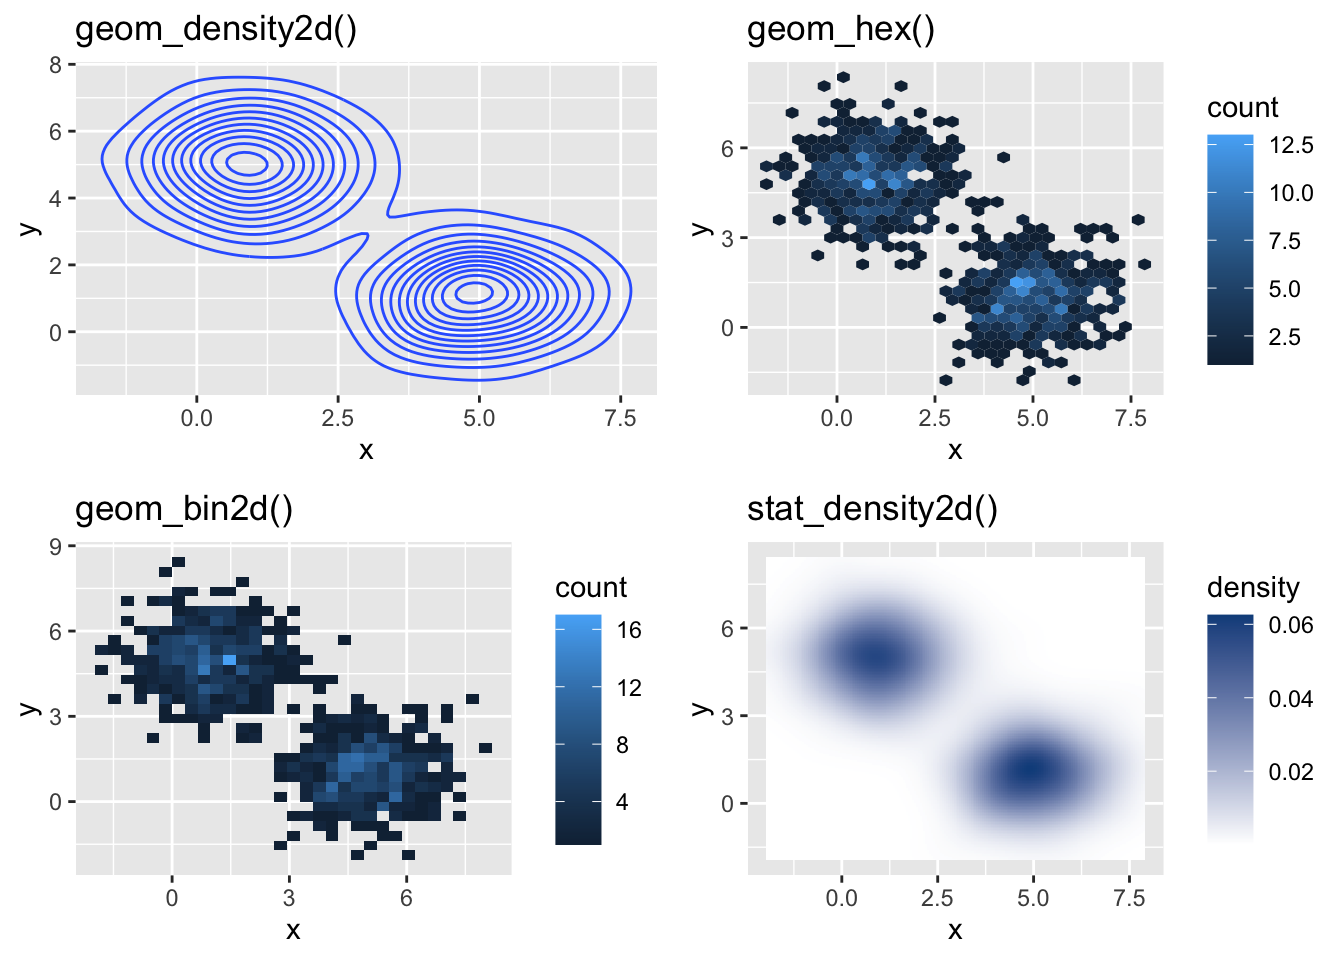 geom_density2d()
8
6
4
2
0
y
0.0 2.5 5.0 7.5
x
geom_hex()
6
3
0
y
0.0 2.5 5.0 7.5
x
count
12.5
10.0
7.5
5.0
2.5
geom_bin2d()
9
6
3
0
y
0 3 6
x
count
16
12
8
4
stat_density2d()
6
3
0
y
0.0 2.5 5.0 7.5
x
density
0.06
0.04
0.02